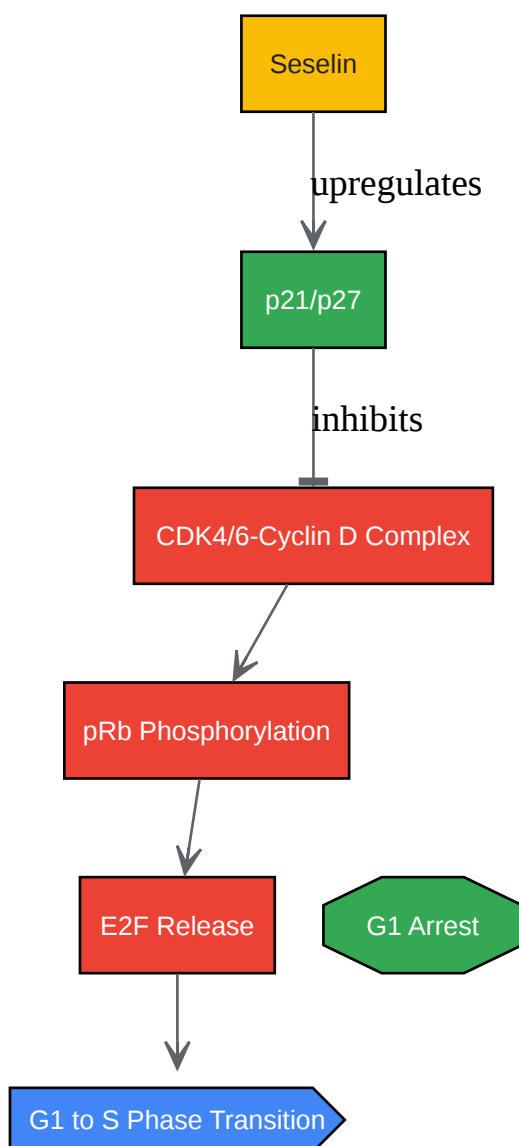 Seselin
upregulates
p21/p27
inhibits
CDK4/6-Cyclin D Complex
pRb Phosphorylation
E2F Release
G1 Arrest
G1 to S Phase Transition